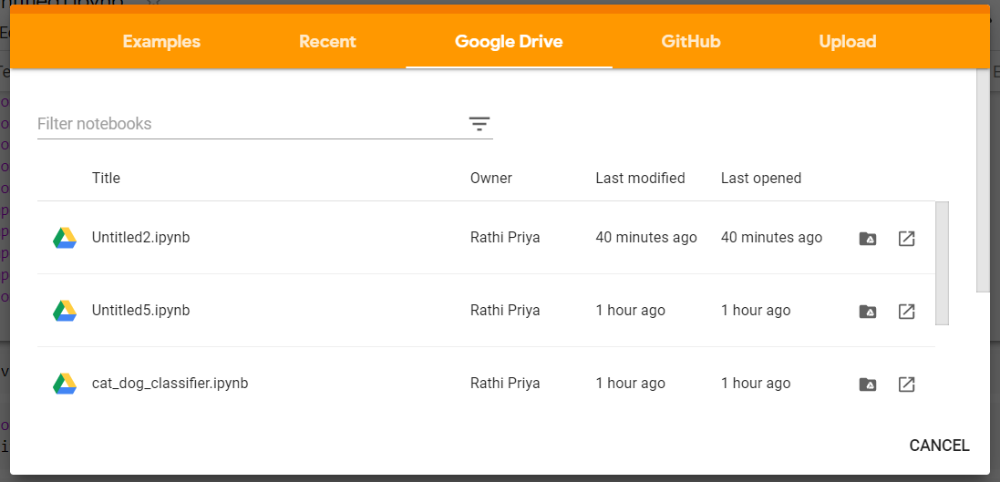 Examples Recent Google Drive GitHub Upload
Filter notebooks
Title Owner Last modified Last opened
Untitled2.ipynb Rathi Priya 40 minutes ago 40 minutes ago
Untitled5.ipynb Rathi Priya 1 hour ago 1 hour ago
cat_dog_classifier.ipynb Rathi Priya 1 hour ago 1 hour ago
CANCEL